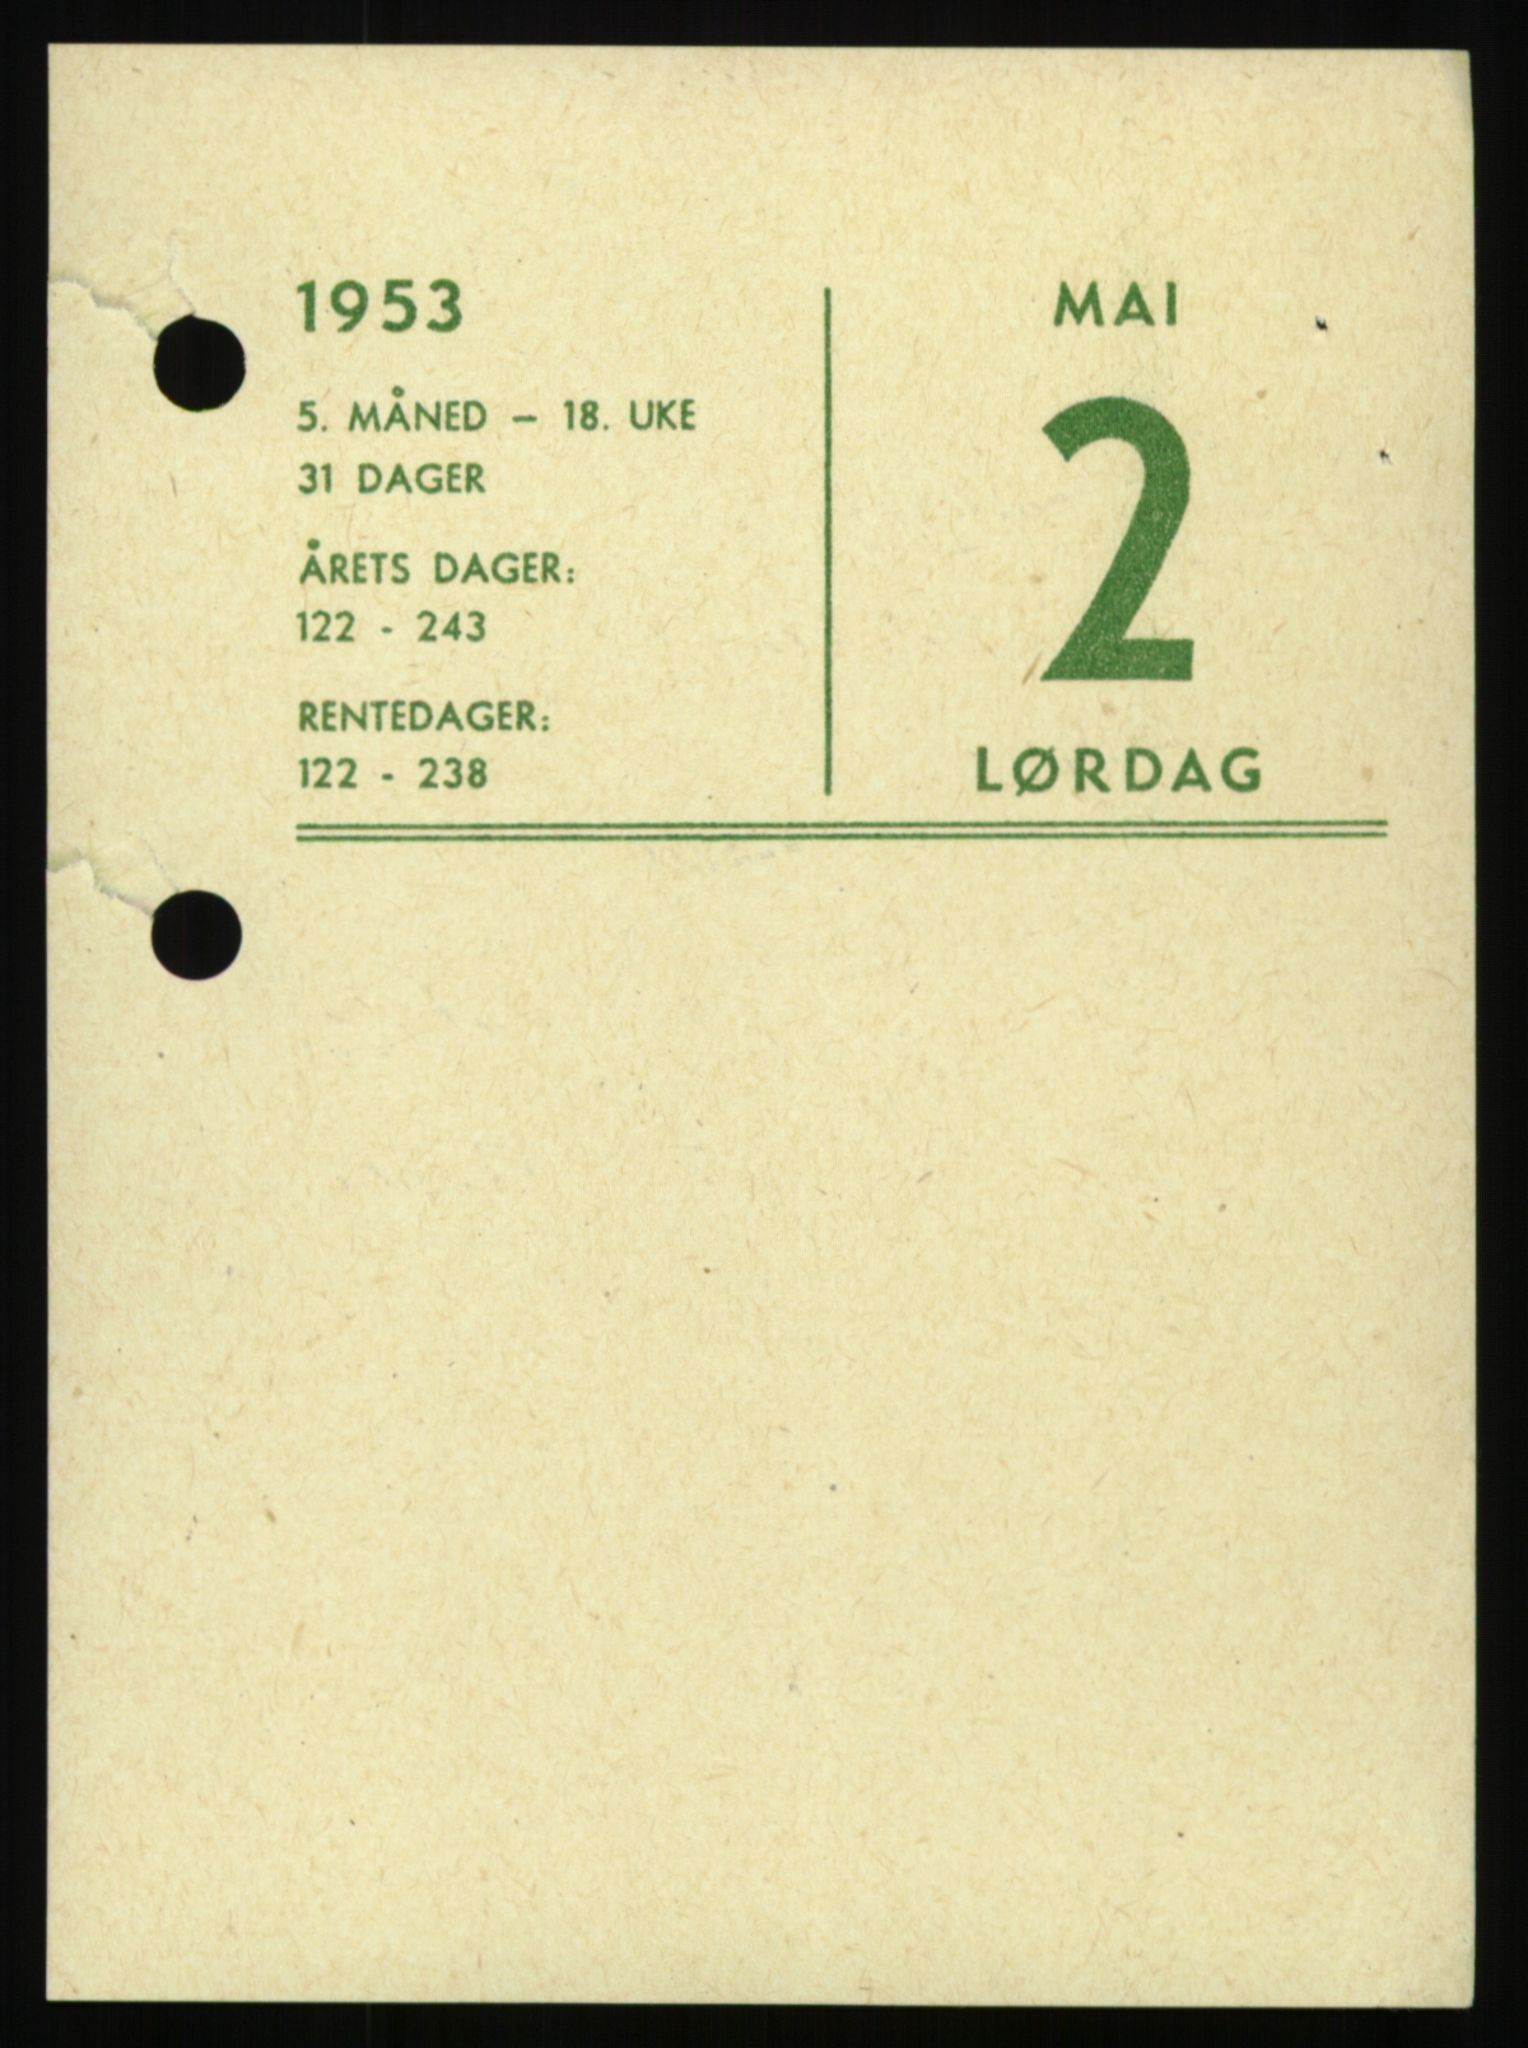 1953
5. MÅNED – 18. UKE
31 DAGER
ÅRETS DAGER:
122 - 243
RENTEDAGER:
122 - 238
MAI
2
LØRDAG